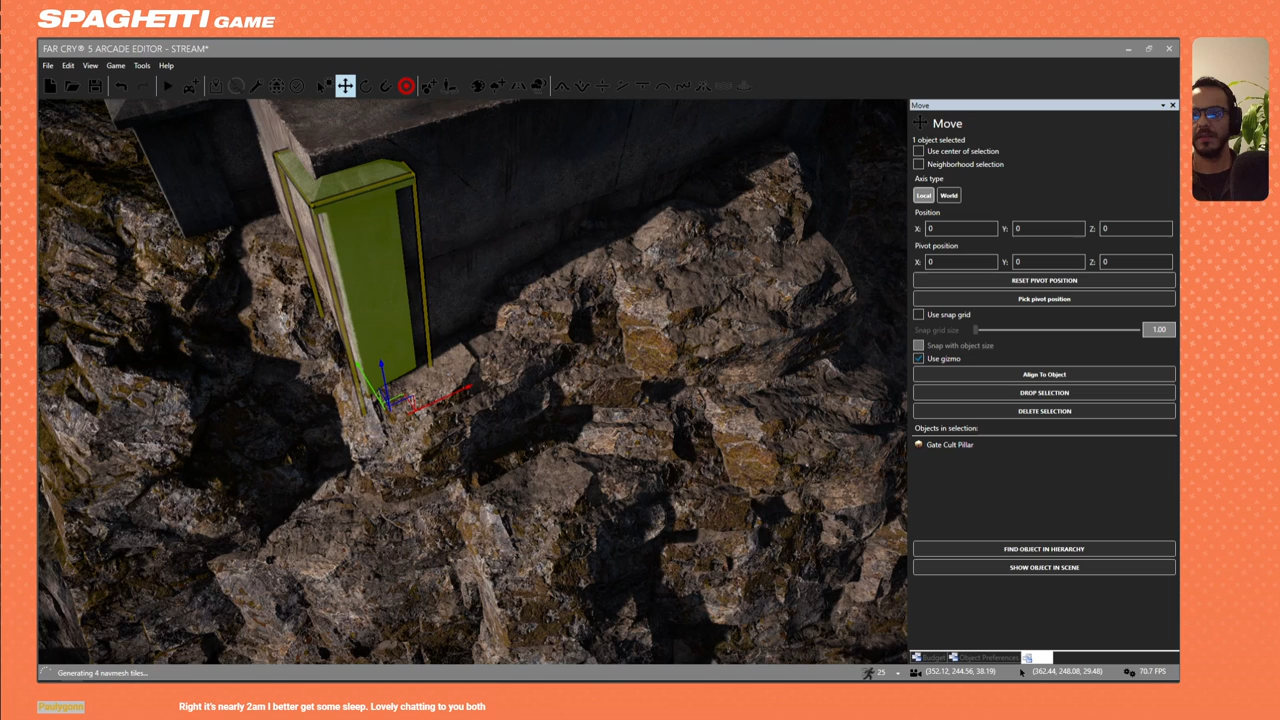 SPAGHETTI GAME
FAR CRY® 5 ARCADE EDITOR - STREAM*
File Edit View Game Tools Help
Move
Move
1 object selected
Use center of selection
Neighborhood selection
Axis type
Local World
Position
X: 0 Y: 0 Z: 0
Pivot position
X: 0 Y: 0 Z: 0
RESET PIVOT POSITION
Pick pivot position
Use snap grid
Snap grid size 1.00
Snap with object size
Use gizmo
Align To Object
DROP SELECTION
DELETE SELECTION
Objects in selection:
Gate Cult Pillar
FIND OBJECT IN HIERARCHY
SHOW OBJECT IN SCENE
Budget Object Preferences
Generating 4 navmesh tiles... 25 (352.12, 244.56, 38.19) (362.44, 248.08, 29.48) 70.7 FPS
Paulygonn Right it's nearly 2am I better get some sleep. Lovely chatting to you both